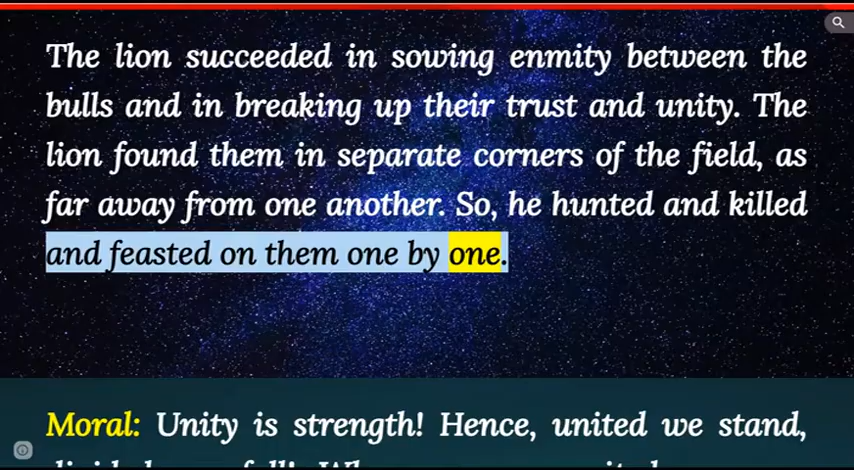 The lion succeeded in sowing enmity between the
bulls and in breaking up their trust and unity. The
lion found them in separate corners of the field, as
far away from one another. So, he hunted and killed
and feasted on them one by one.
Moral: Unity is strength! Hence, united we stand,